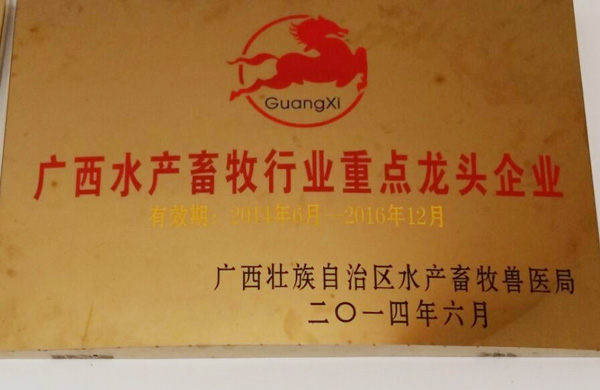 GuangXi
广西水产畜牧行业重点龙头企业
有效期：2014年6月—2016年12月
广西壮族自治区水产畜牧兽医局
二〇一四年六月